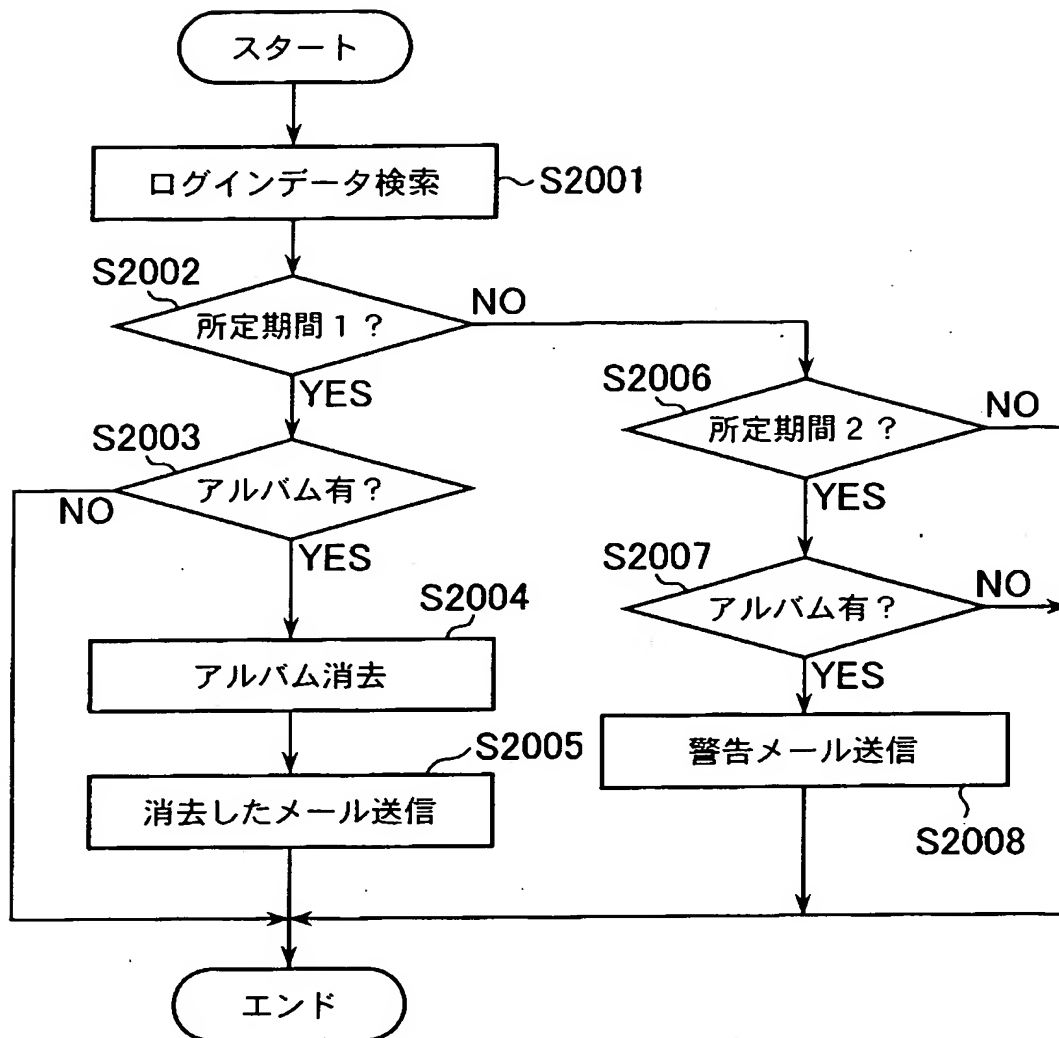 スタート
ログインデータ検索
S2001
S2002
所定期間1?
NO
YES
S2003
アルバム有?
NO
YES
S2004
アルバム消去
S2005
消去したメール送信
S2006
所定期間2?
NO
YES
S2007
アルバム有?
NO
YES
警告メール送信
S2008
エンド